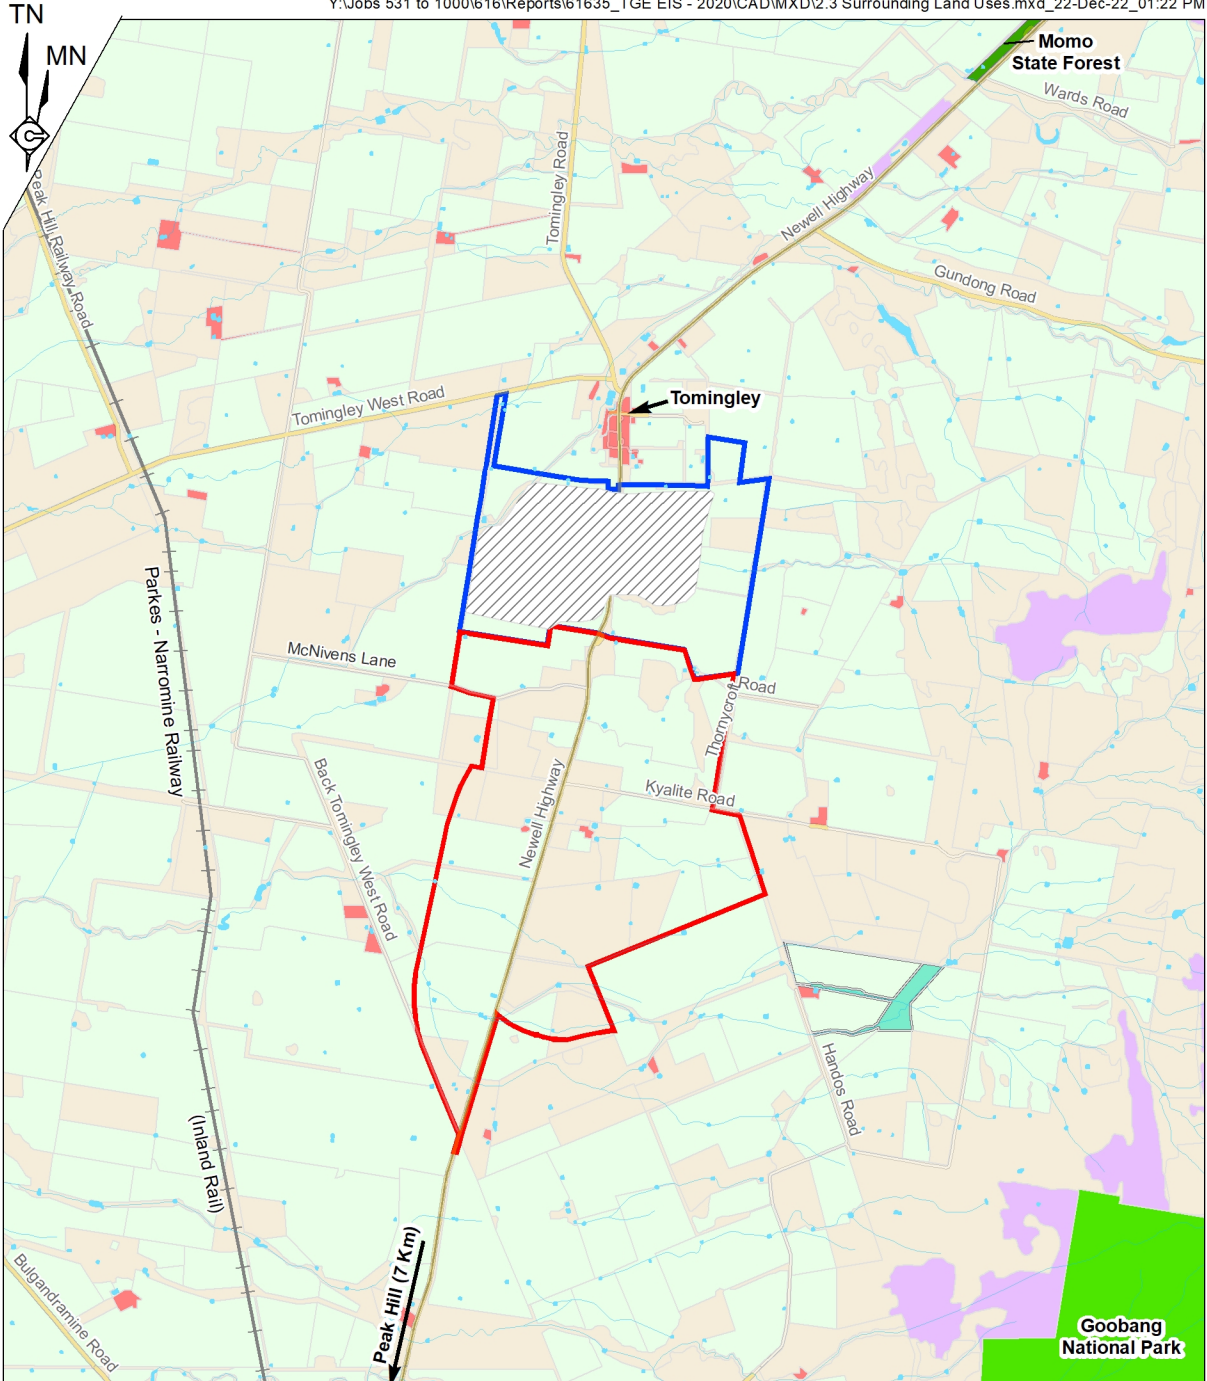 Y:\Jobs 531 to 1000\616\Reports\61635_TGE EIS - 2020\CAD\MXD\2.3 Surrounding Land Uses.mxd_22-Dec-22_01:22 PM
TN
MN
Momo
State Forest
Wards Road
Peak Hill Railway Road
Tomingley Road
Newell Highway
Gundong Road
Tomingley West Road
Tomingley
Parkes - Narromine Railway
McNivens Lane
Road
Thornycroft
Back Tomingley West Road
Newell Highway
Kyalite Road
Handos Road
(Inland Rail)
Peak Hill (7 Km)
Bulgandramine Road
Goobang
National Park